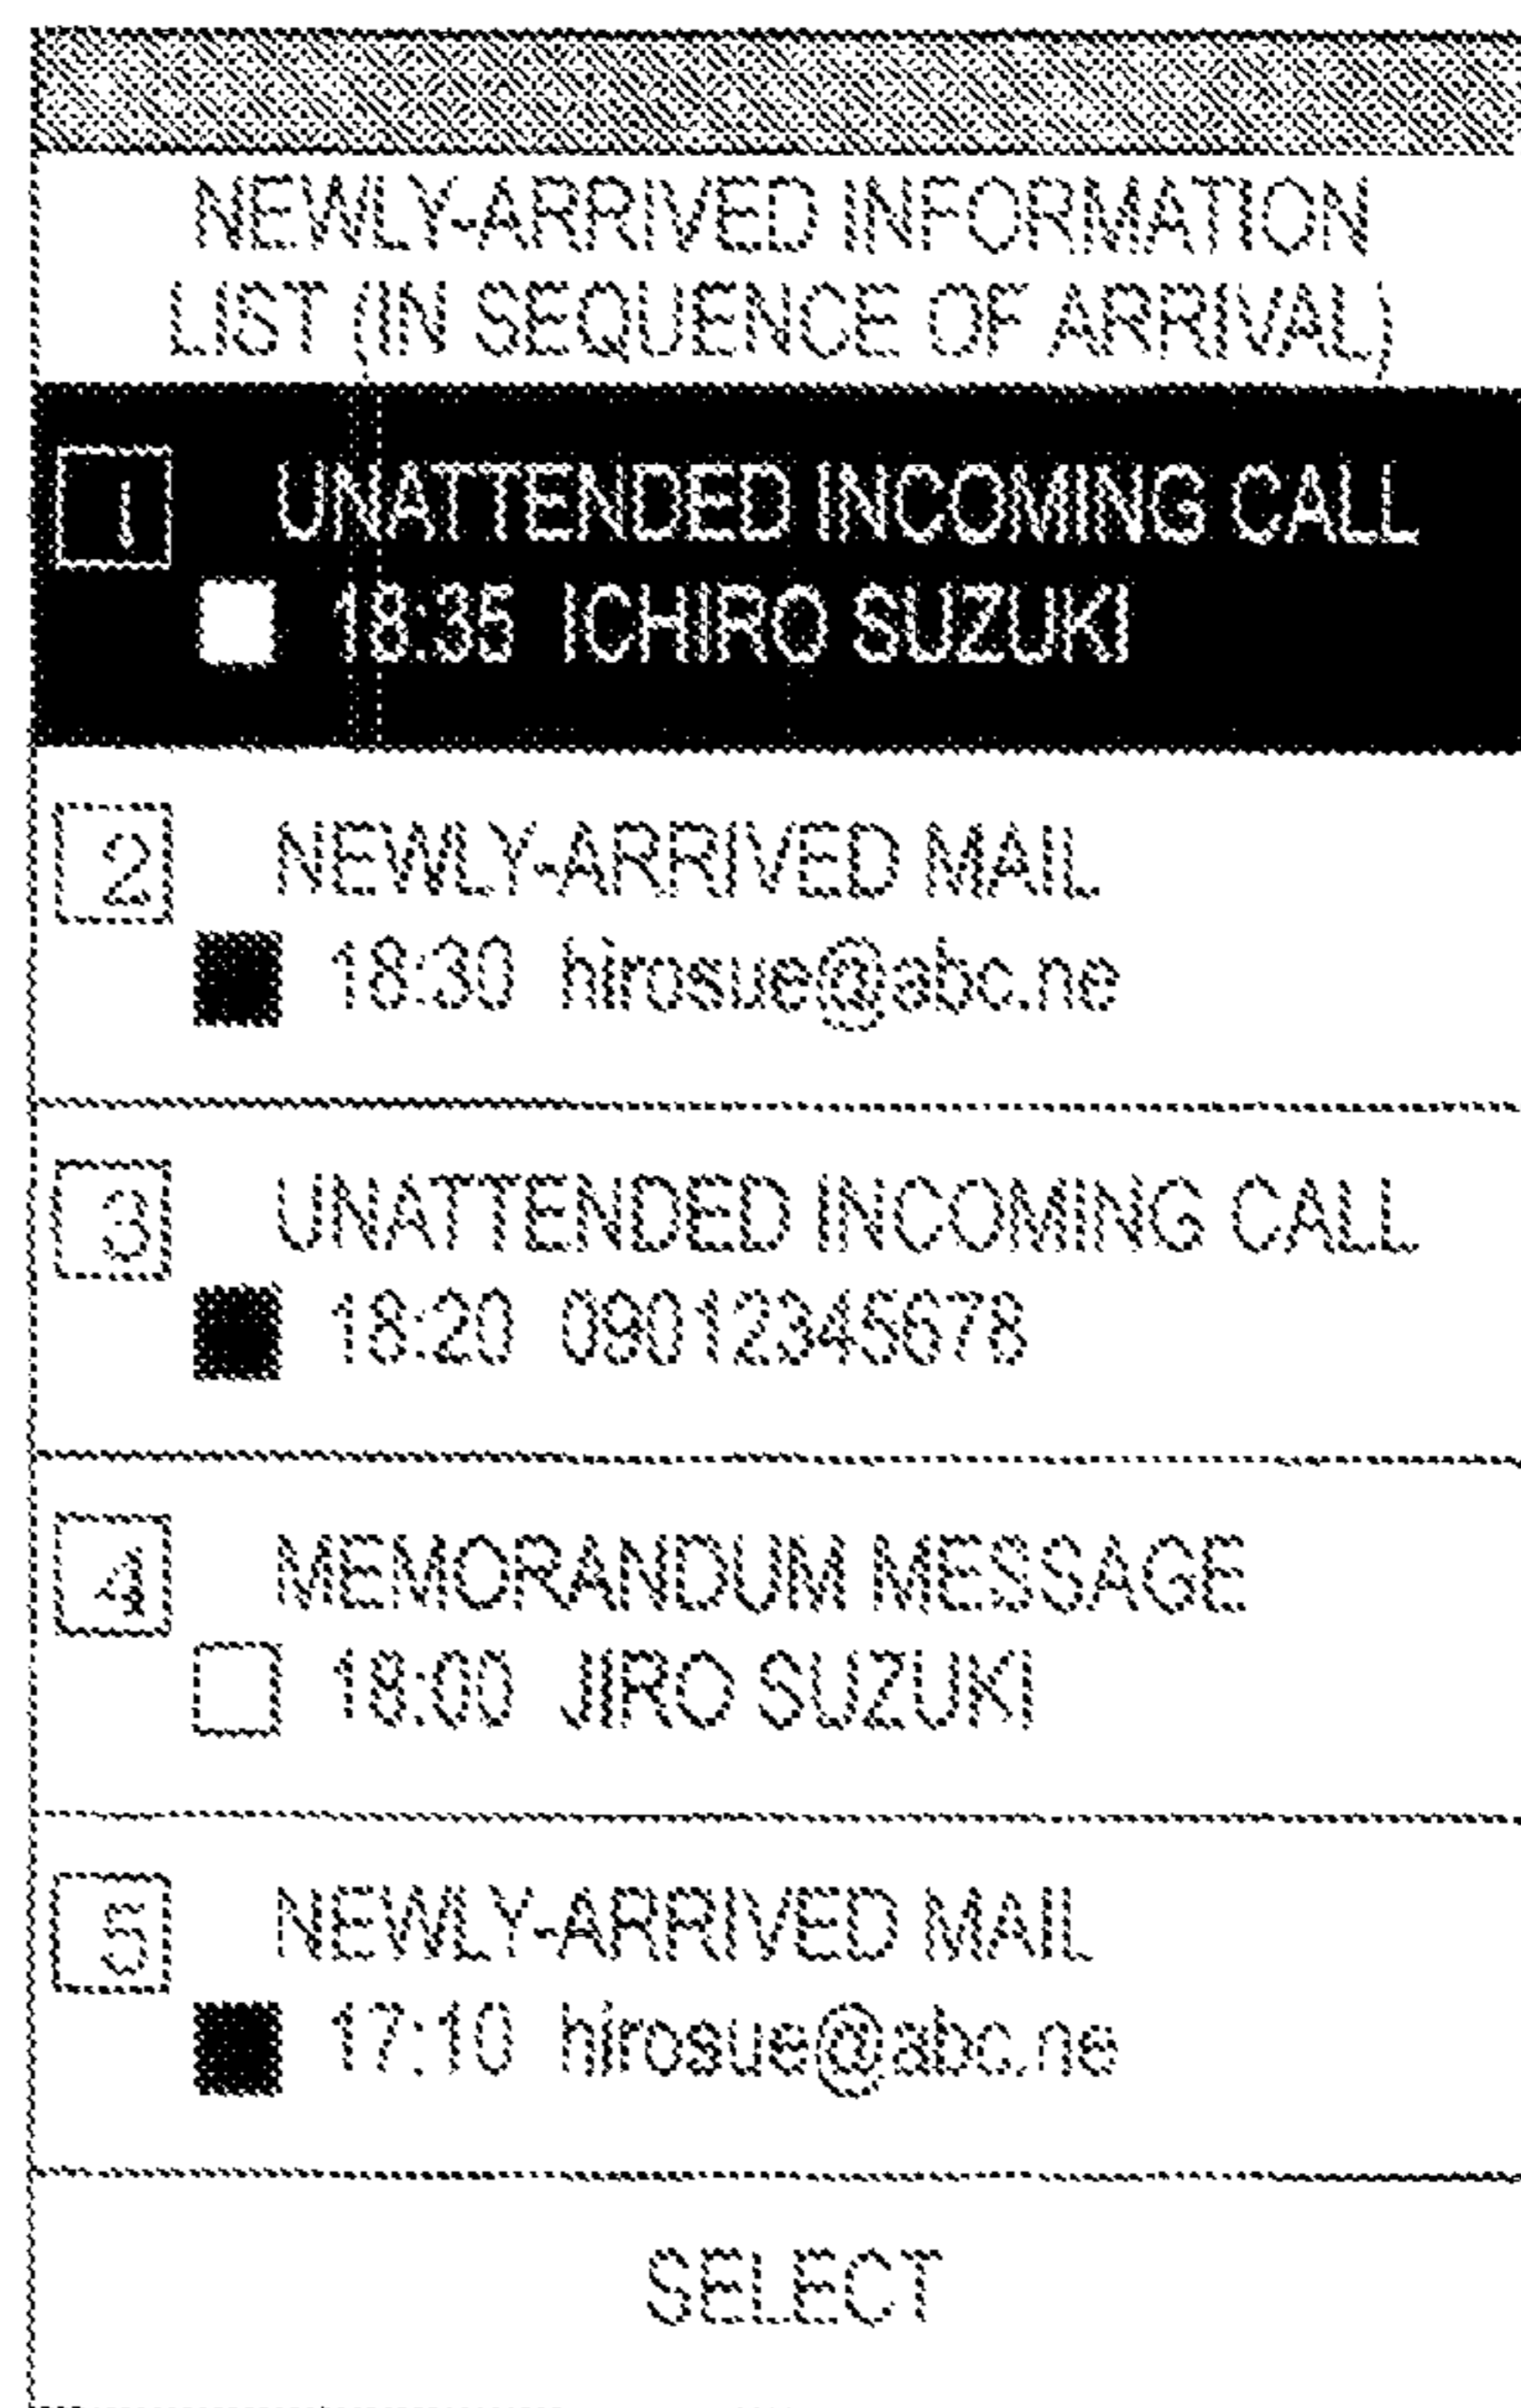 NEWLY-ARRIVED INFORMATION
LIST (IN SEQUENCE OF ARRIVAL)
1 UNATTENDED INCOMING CALL
18:35 ICHIRO SUZUKI
2 NEWLY-ARRIVED MAIL
18:30 hirosue@abc.ne
3 UNATTENDED INCOMING CALL
18:20 09012345678
4 MEMORANDUM MESSAGE
18:00 JIRO SUZUKI
5 NEWLY-ARRIVED MAIL
17:10 hirosue@abc.ne
SELECT